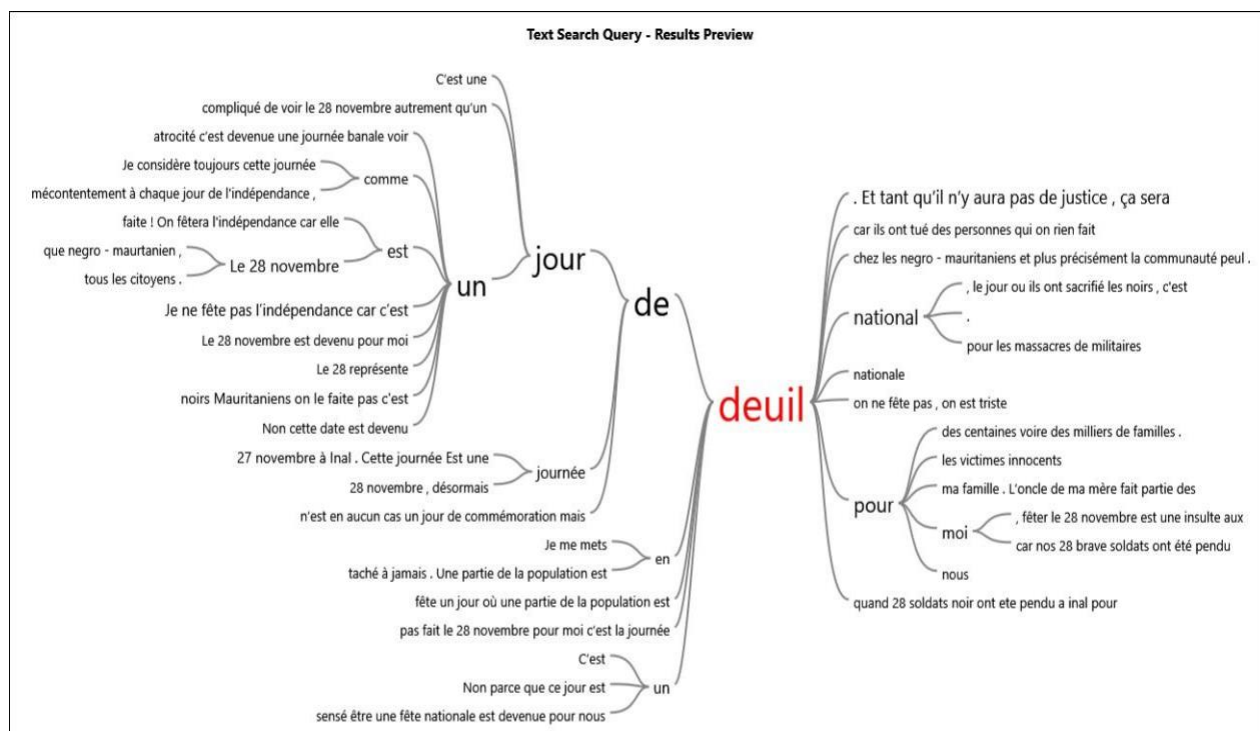 Text Search Query - Results Preview
C'est une
compliqué de voir le 28 novembre autrement qu'un
atrocité c'est devenue une journée banale voir
Je considère toujours cette journée
mécontentement à chaque jour de l'indépendance ,
comme
faite ! On fêtera l'indépendance car elle
que negro - maurtanien ,
tous les citoyens .
Le 28 novembre
est
Je ne fête pas l'indépendance car c'est
Le 28 novembre est devenu pour moi
Le 28 représente
noirs Mauritaniens on le faite pas c'est
Non cette date est devenu
un
jour
27 novembre à Inal . Cette journée Est une
28 novembre , désormais
journée
n'est en aucun cas un jour de commémoration mais
de
Je me mets
taché à jamais . Une partie de la population est
en
fête un jour où une partie de la population est
pas fait le 28 novembre pour moi c'est la journée
C'est
Non parce que ce jour est
sensé être une fête nationale est devenue pour nous
un
deuil
. Et tant qu'il n'y aura pas de justice , ça sera
car ils ont tué des personnes qui on rien fait
chez les negro - mauritaniens et plus précisément la communauté peul .
national
, le jour ou ils ont sacrifié les noirs , c'est
.
pour les massacres de militaires
nationale
on ne fête pas , on est triste
pour
des centaines voire des milliers de familles .
les victimes innocents
ma famille . L'oncle de ma mère fait partie des
moi
, fêter le 28 novembre est une insulte aux
car nos 28 brave soldats ont été pendu
nous
quand 28 soldats noir ont ete pendu a inal pour